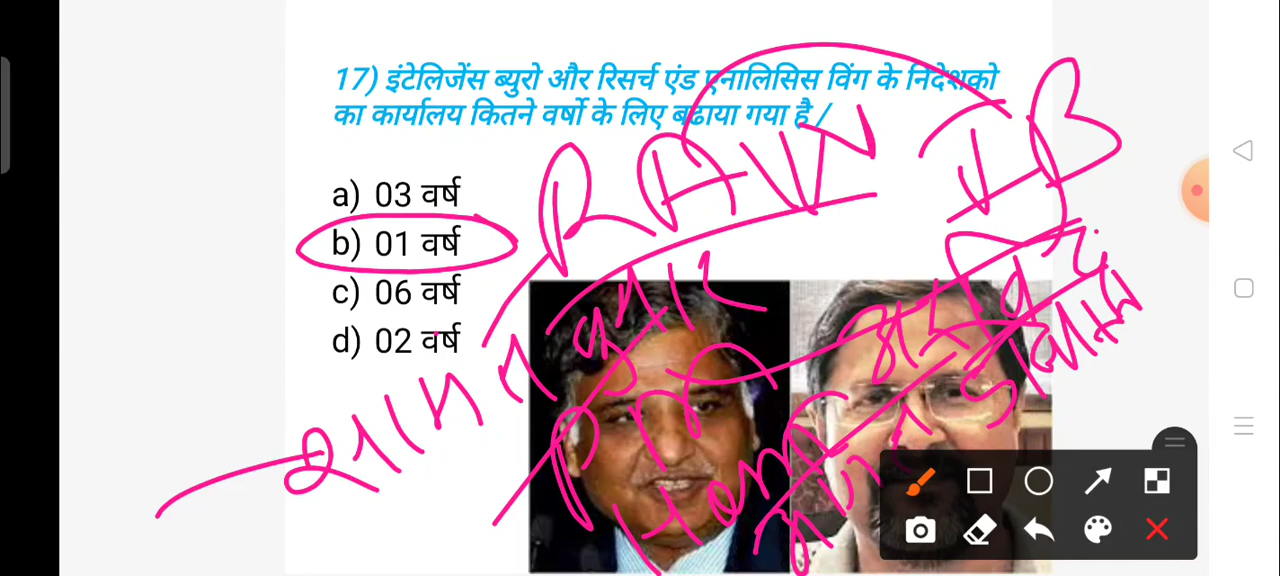 17) इंटेलिजेंस ब्युरो और रिसर्च एंड एनालिसिस विंग के निदेशको
का कार्यालय कितने वर्षो के लिए बढाया गया है /
RAW IB
a) 03 वर्ष
b) 01 वर्ष
c) 06 वर्ष
d) 02 वर्ष
सामंत कुमार
अरविंद